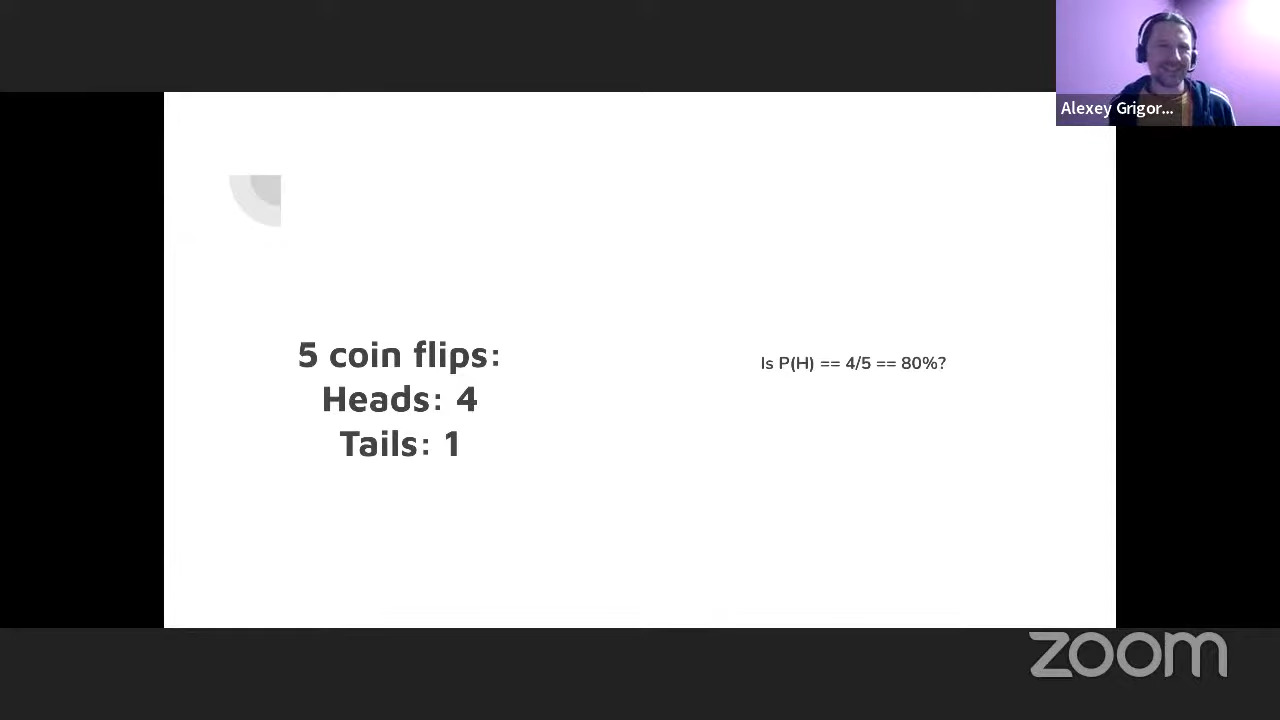 Alexey Grigor...
5 coin flips:
Heads: 4
Tails: 1
Is P(H) == 4/5 == 80%?
zoom